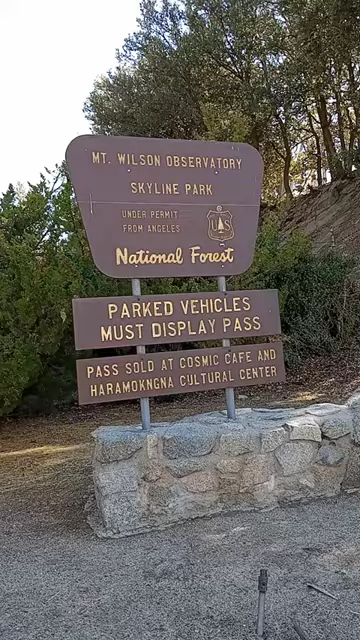 MT. WILSON OBSERVATORY
SKYLINE PARK
UNDER PERMIT
FROM ANGELES
U S
National Forest
PARKED VEHICLES
MUST DISPLAY PASS
PASS SOLD AT COSMIC CAFE AND
HARAMOKNGNA CULTURAL CENTER